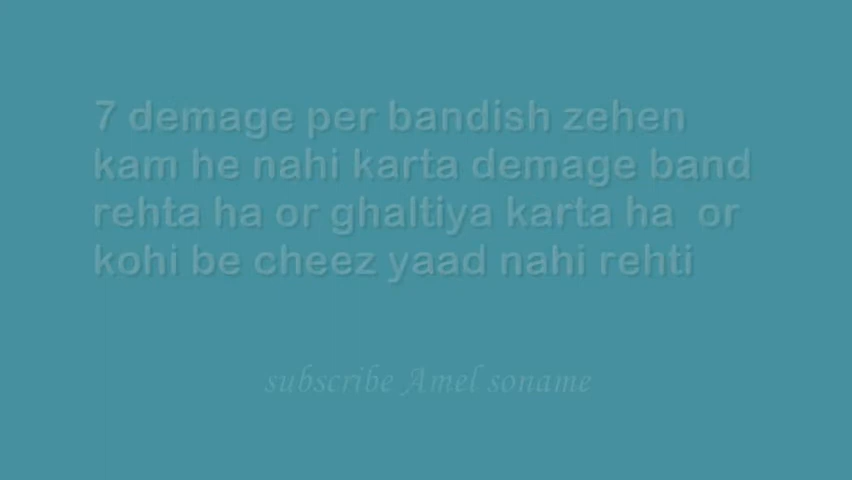 7 demage per bandish zehen
kam he nahi karta demage band
rehta ha or ghaltiya karta ha or
kohi be cheez yaad nahi rehti
subscribe Amel soname